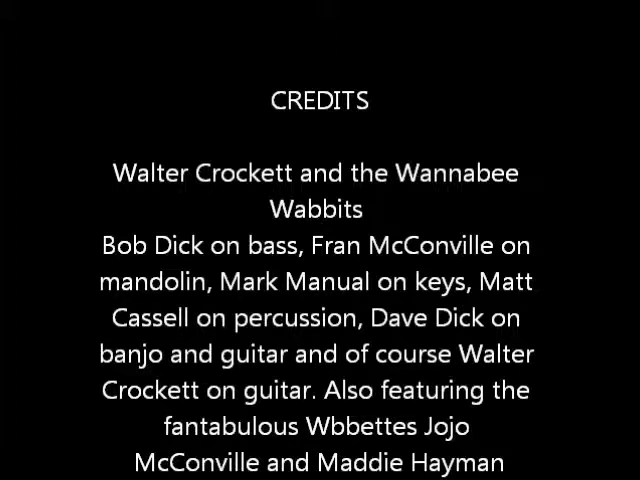 CREDITS
Walter Crockett and the Wannabee
Wabbits
Bob Dick on bass, Fran McConville on
mandolin, Mark Manual on keys, Matt
Cassell on percussion, Dave Dick on
banjo and guitar and of course Walter
Crockett on guitar. Also featuring the
fantabulous Wbbettes Jojo
McConville and Maddie Hayman